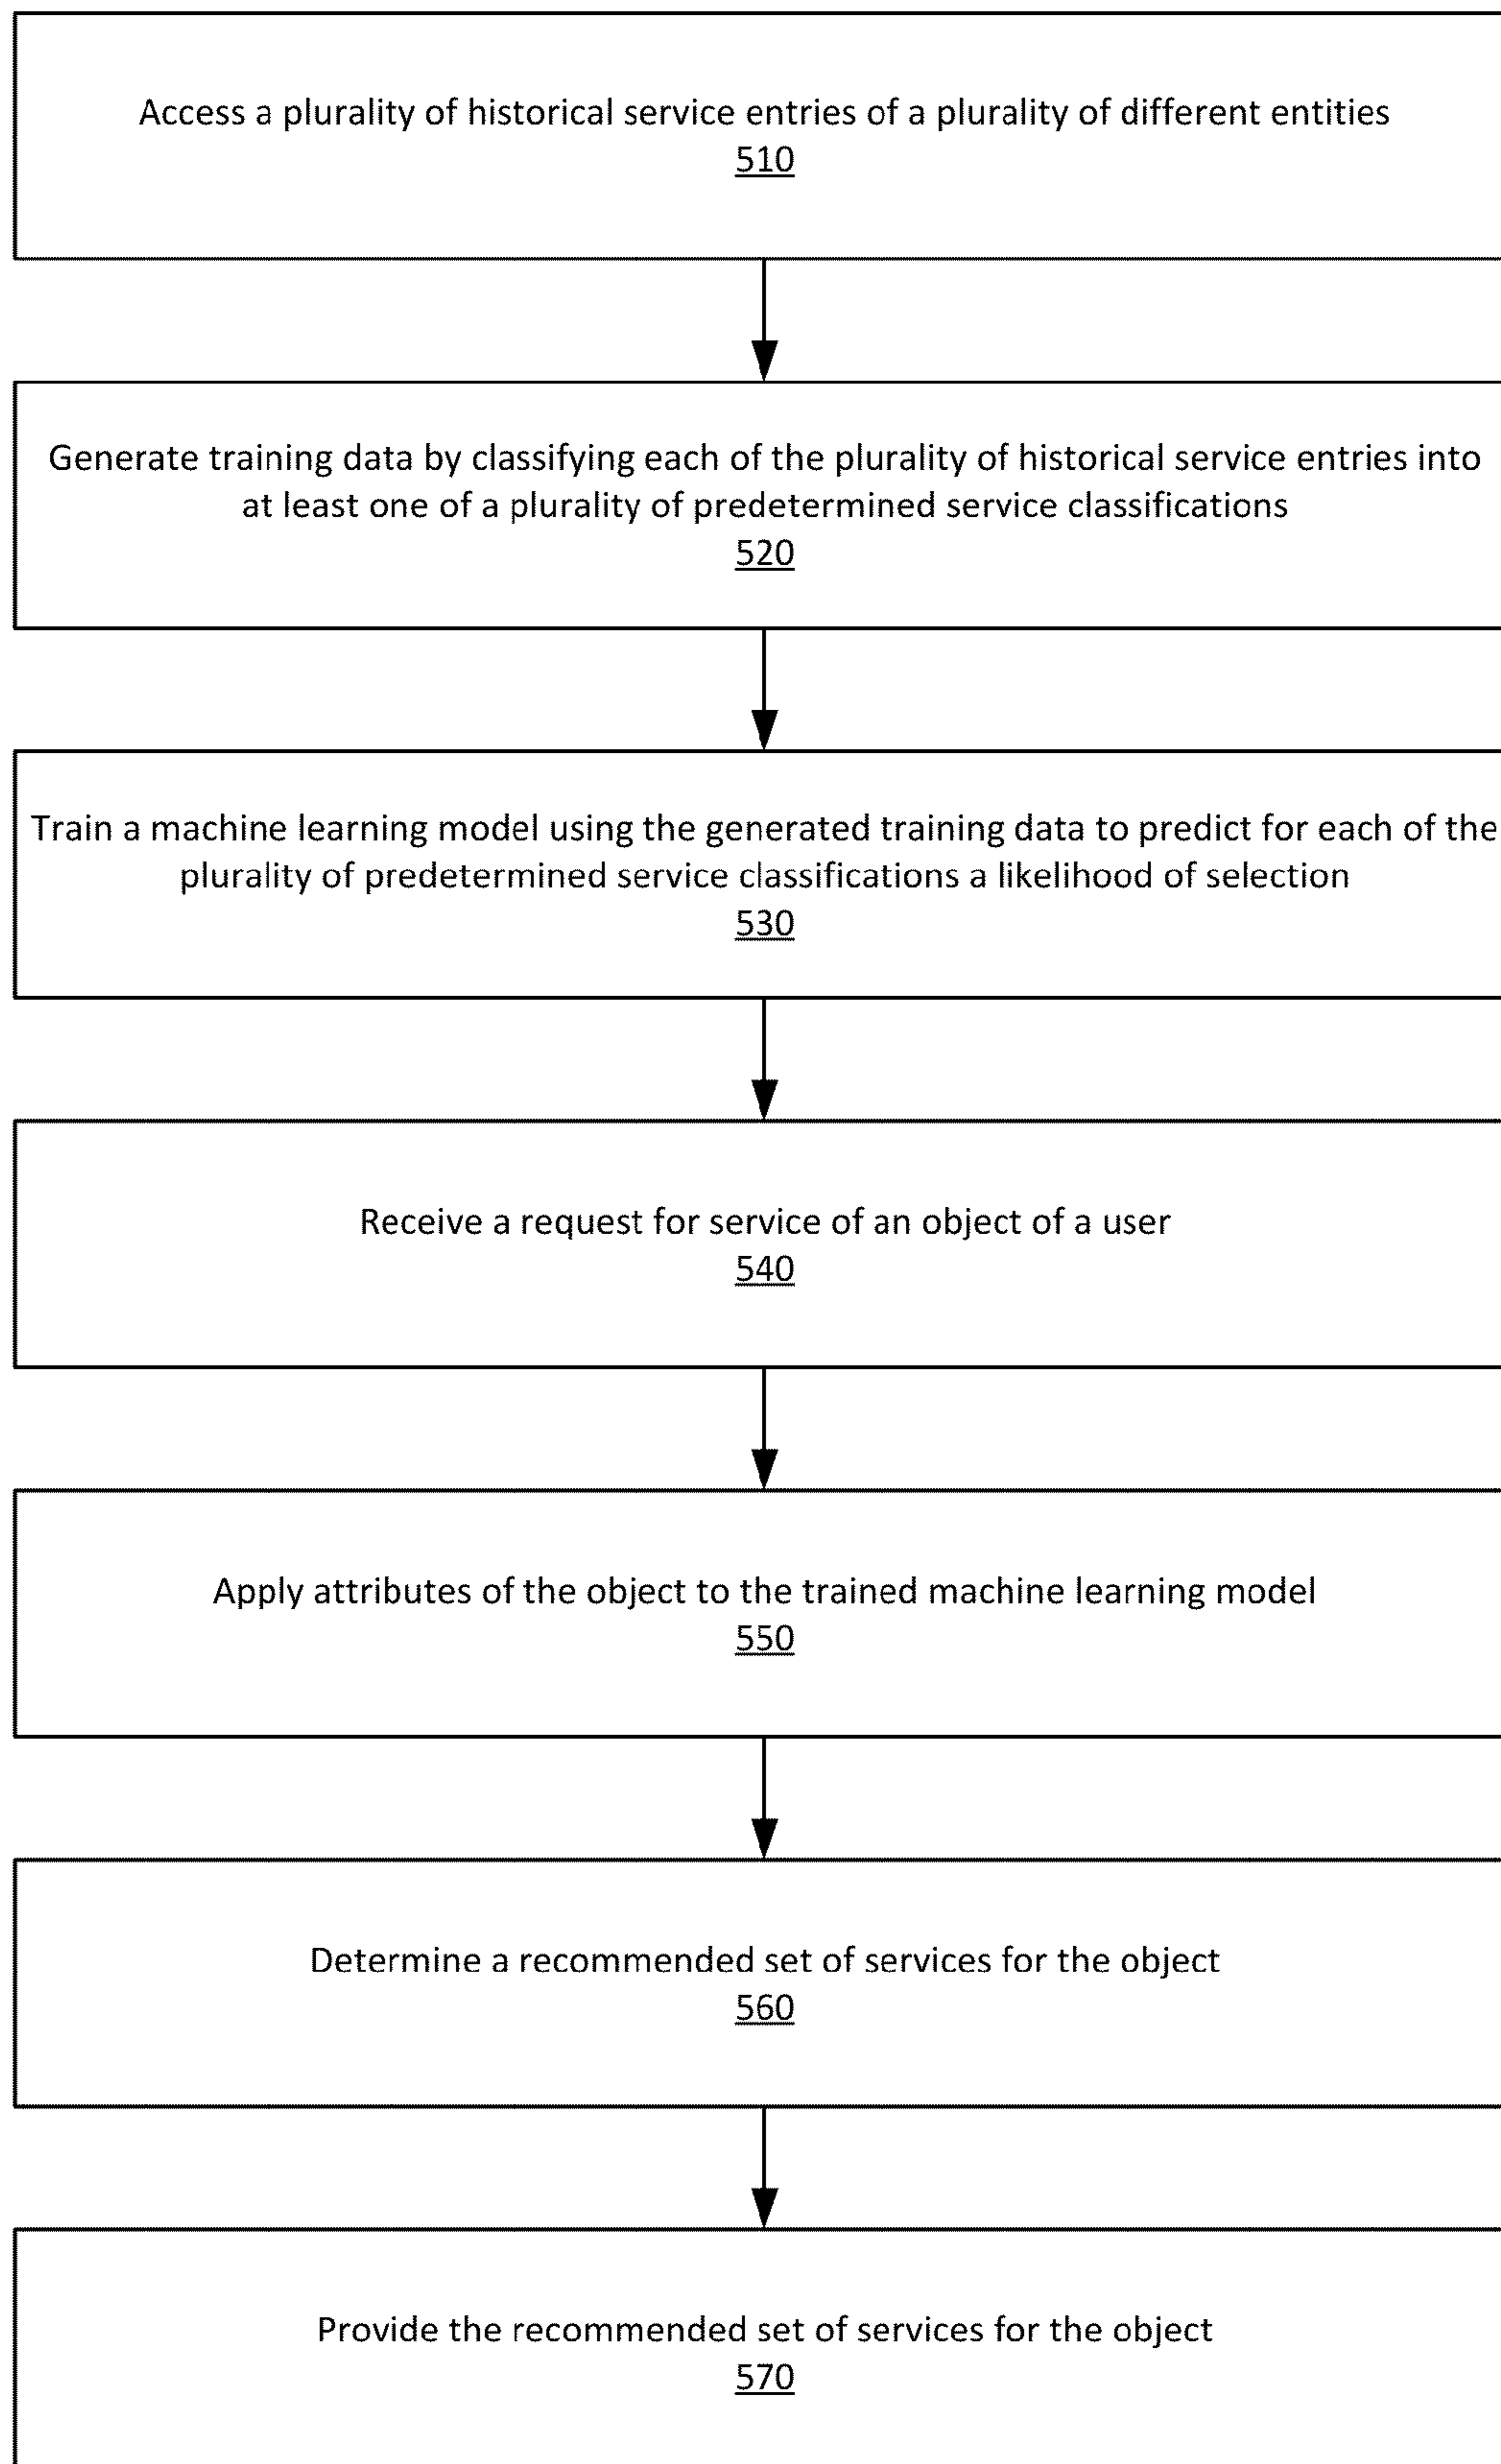 Access a plurality of historical service entries of a plurality of different entities
510
Generate training data by classifying each of the plurality of historical service entries into
at least one of a plurality of predetermined service classifications
520
Train a machine learning model using the generated training data to predict for each of the
plurality of predetermined service classifications a likelihood of selection
530
Receive a request for service of an object of a user
540
Apply attributes of the object to the trained machine learning model
550
Determine a recommended set of services for the object
560
Provide the recommended set of services for the object
570